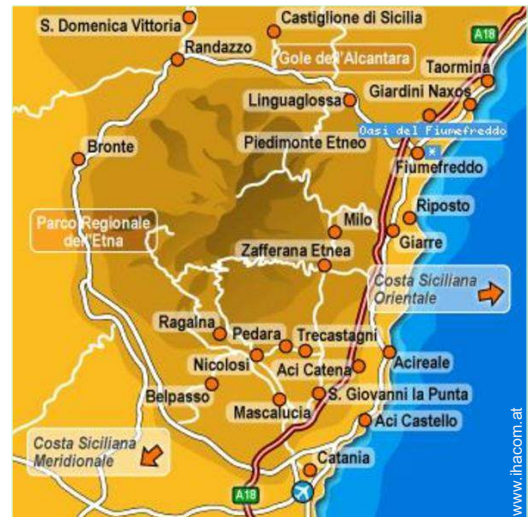 S. Domenica Vittoria
Castiglione di Sicilia
A18
Randazzo
Gole dell'Alcantara
Taormina
Linguaglossa
Giardini Naxos
Oasi del Fiumefreddo
Bronte
Piedimonte Etneo
Fiumefreddo
Parco Regionale
dell'Etna
Milo
Riposto
Giarre
Zafferana Etnea
Costa Siciliana
Orientale
Ragalna
Pedara
Trecastagni
Nicolosi
Aci Catena
Acireale
Belpasso
Mascalucia
S. Giovanni la Punta
Aci Castello
Costa Siciliana
Meridionale
Catania
A18
www.ihacom.at